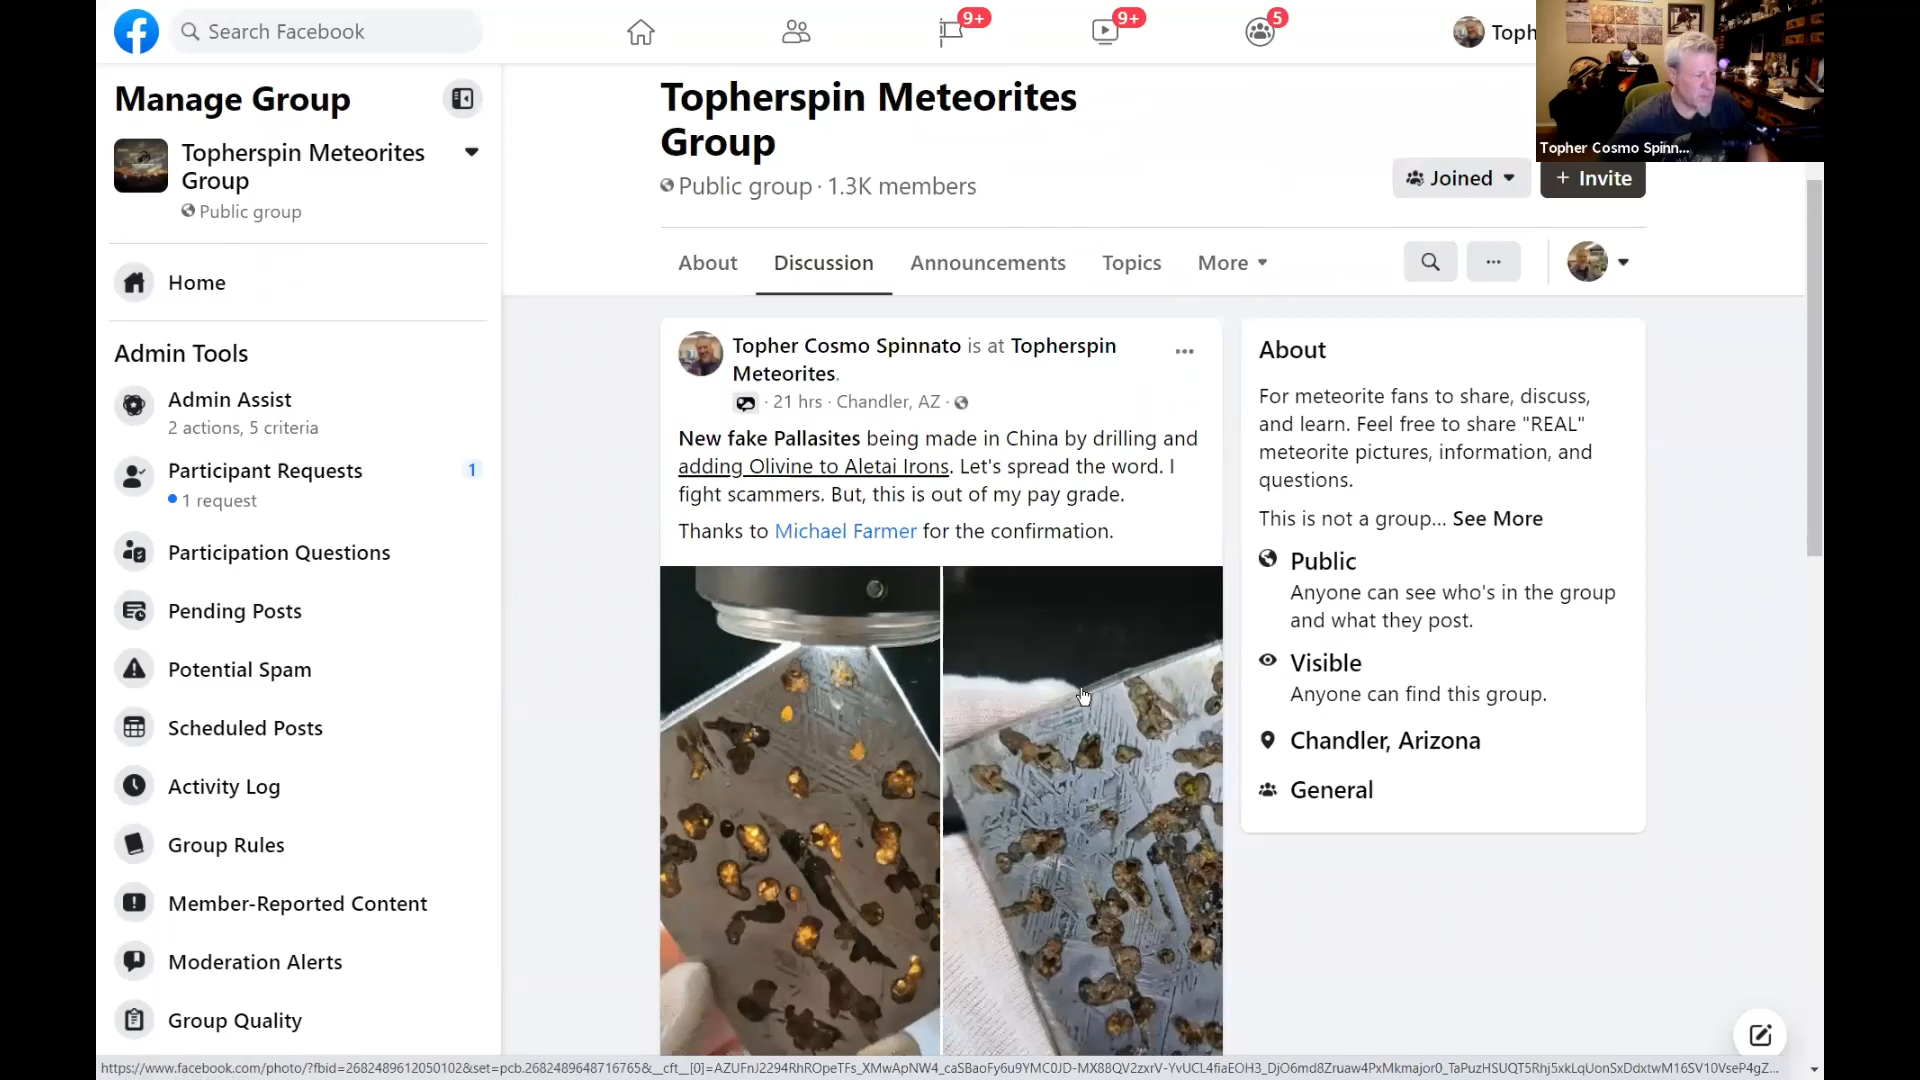 Search Facebook
9+
9+
5
Toph
Topher Cosmo Spinn...
Manage Group
Topherspin Meteorites
Group
Public group
Home
Admin Tools
Admin Assist
2 actions, 5 criteria
Participant Requests
1
1 request
Participation Questions
Pending Posts
Potential Spam
Scheduled Posts
Activity Log
Group Rules
Member-Reported Content
Moderation Alerts
Group Quality
Topherspin Meteorites
Group
Public group · 1.3K members
Joined
+ Invite
About
Discussion
Announcements
Topics
More
Topher Cosmo Spinnato is at Topherspin
Meteorites.
· 21 hrs · Chandler, AZ ·
New fake Pallasites being made in China by drilling and
adding Olivine to Aletai Irons. Let's spread the word. I
fight scammers. But, this is out of my pay grade.
Thanks to Michael Farmer for the confirmation.
About
For meteorite fans to share, discuss,
and learn. Feel free to share "REAL"
meteorite pictures, information, and
questions.
This is not a group... See More
Public
Anyone can see who's in the group
and what they post.
Visible
Anyone can find this group.
Chandler, Arizona
General